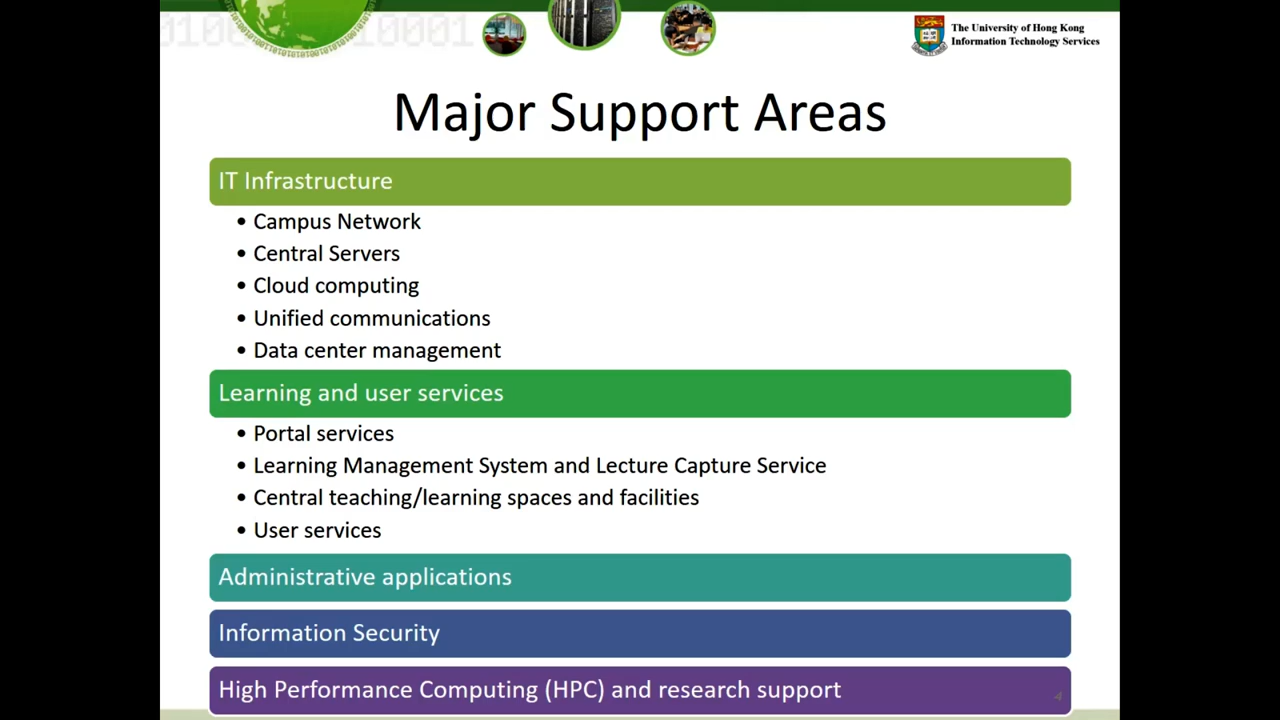 The University of Hong Kong
Information Technology Services
Major Support Areas
IT Infrastructure
• Campus Network
• Central Servers
• Cloud computing
• Unified communications
• Data center management
Learning and user services
• Portal services
• Learning Management System and Lecture Capture Service
• Central teaching/learning spaces and facilities
• User services
Administrative applications
Information Security
High Performance Computing (HPC) and research support
4